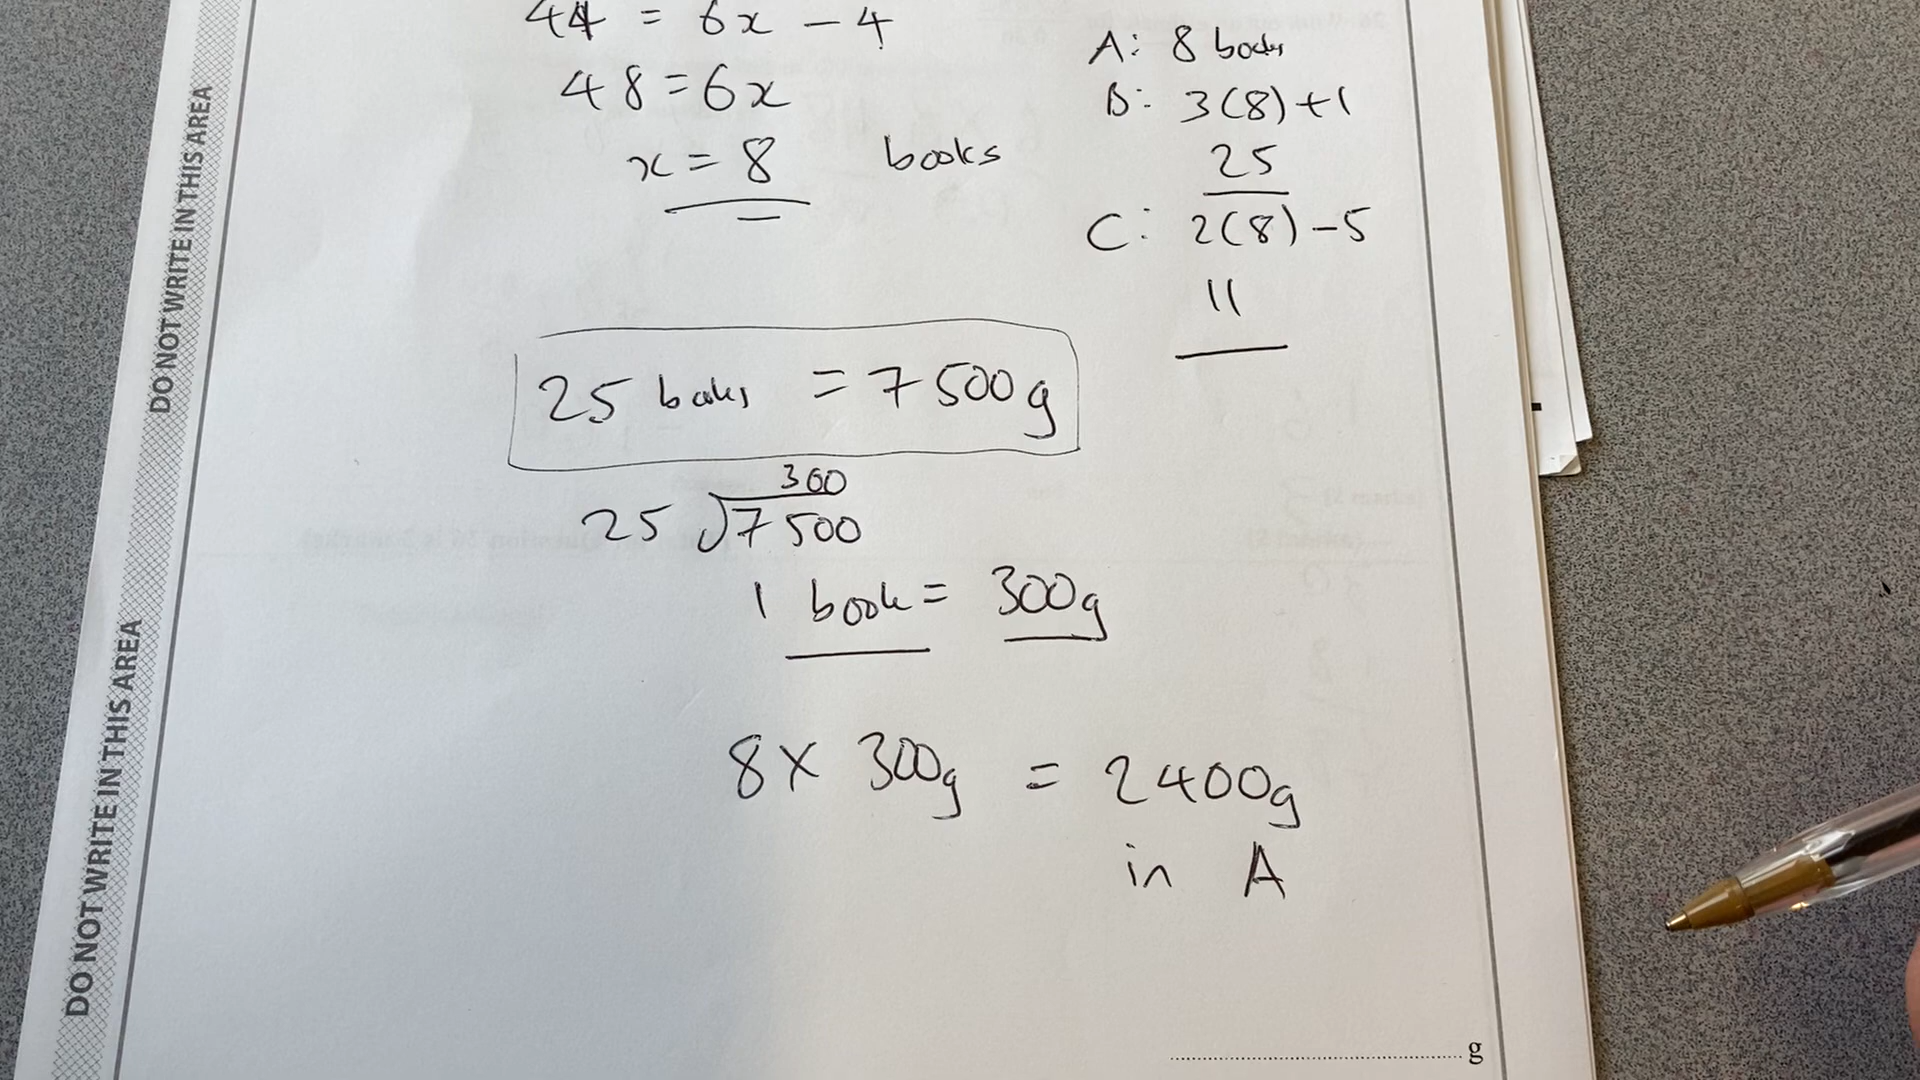 44 = 6x - 4
48 = 6x
x = 8 books
A: 8 books
B: 3(8)+1
25
C: 2(8)-5
11
25 books = 7500g
300
25 √7500
1 book = 300g
8 X 300g = 2400g
in A
g
DO NOT WRITE IN THIS AREA
DO NOT WRITE IN THIS AREA